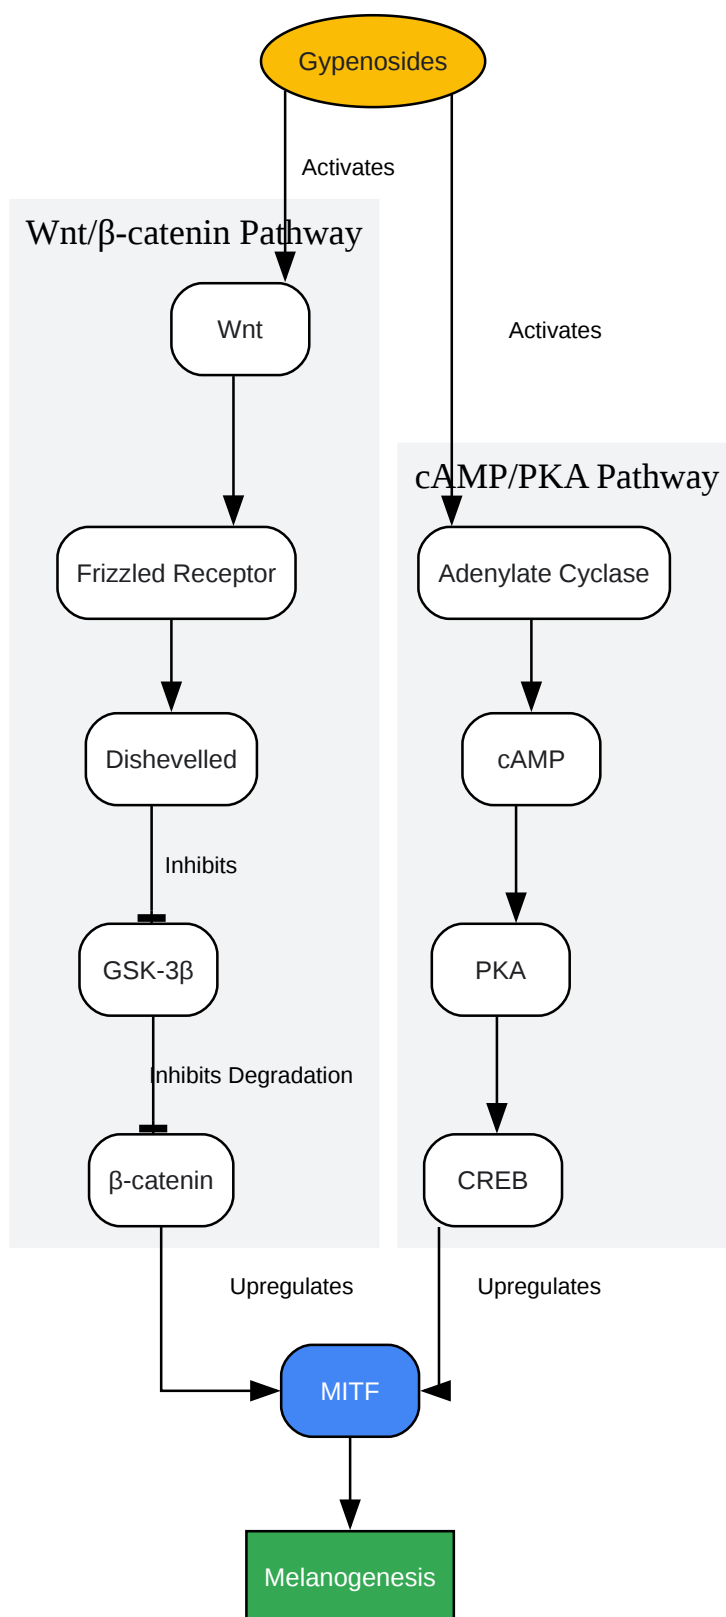 Gypenosides
Activates
Wnt/β-catenin Pathway
Wnt
Activates
cAMP/PKA Pathway
Frizzled Receptor
Adenylate Cyclase
Dishevelled
cAMP
Inhibits
GSK-3β
PKA
Inhibits Degradation
β-catenin
CREB
Upregulates
Upregulates
MITF
Melanogenesis